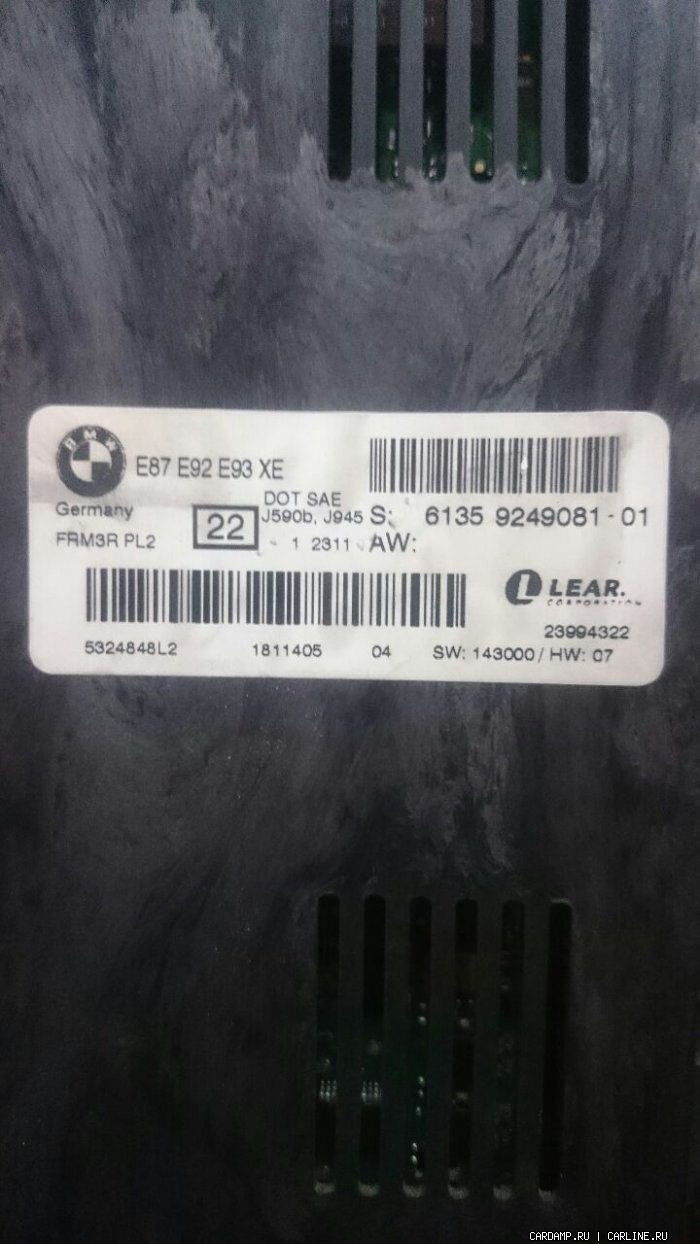 BMW
E87 E92 E93 XE
Germany
FRM3R PL2
22
DOT SAE
J590b, J945
1 2311
S: 6135 9249081-01
AW:
LEAR.
CORPORATION
23994322
5324848L2 1811405 04 SW: 143000 / HW: 07
CARDAMP.RU | CARLINE.RU